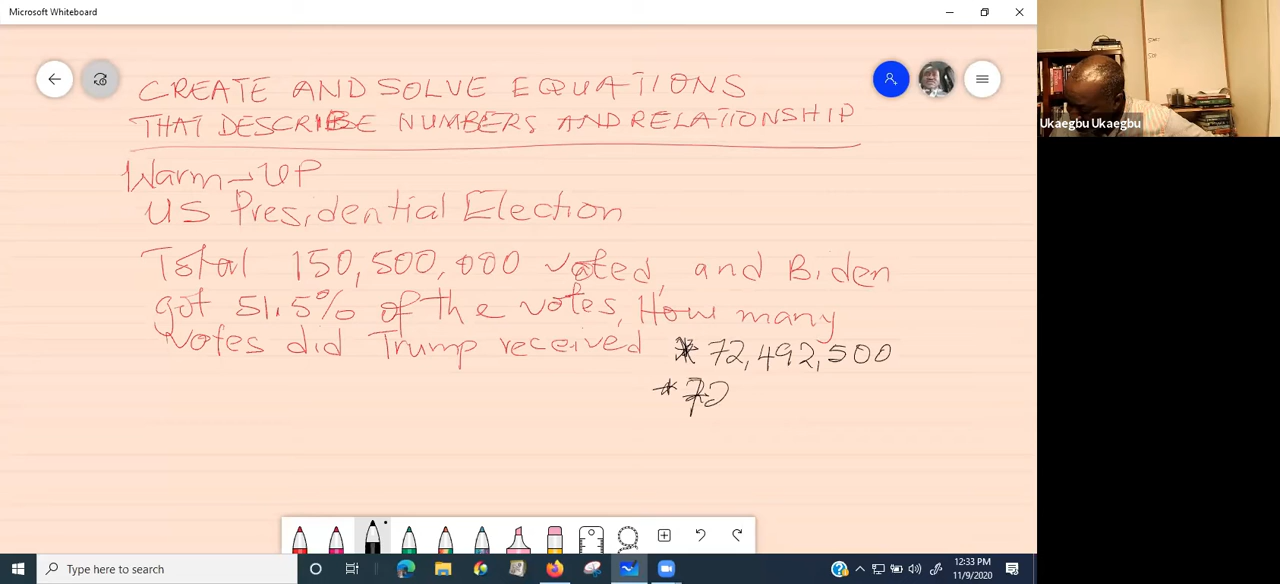 Microsoft Whiteboard
CREATE AND SOLVE EQUATIONS
THAT DESCRIBE NUMBERS AND RELATIONSHIP
Warm-UP
US Presidential Election
Total 150,500,000 voted, and Biden
got 51.5% of the votes, How many
votes did Trump received
* 72,492,500
* 72
Ukaegbu Ukaegbu
Type here to search
12:33 PM
11/9/2020